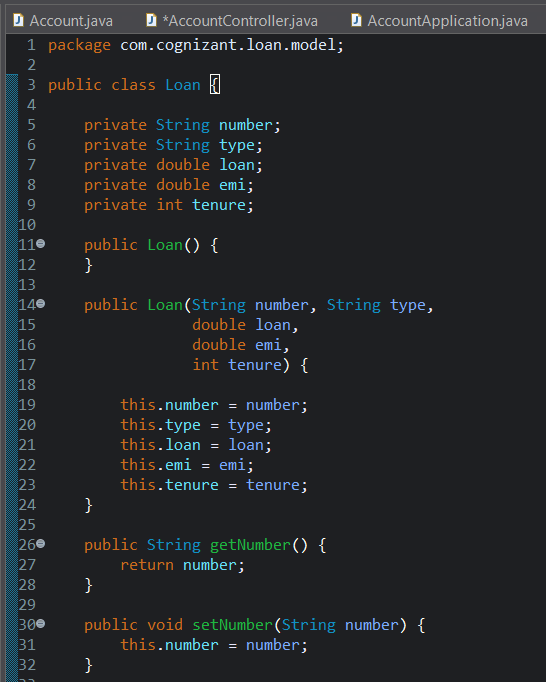 Account.java *AccountController.java AccountApplication.java
1 package com.cognizant.loan.model;
2
3 public class Loan {
4
5     private String number;
6     private String type;
7     private double loan;
8     private double emi;
9     private int tenure;
10
11     public Loan() {
12     }
13
14     public Loan(String number, String type,
15                 double loan,
16                 double emi,
17                 int tenure) {
18
19         this.number = number;
20         this.type = type;
21         this.loan = loan;
22         this.emi = emi;
23         this.tenure = tenure;
24     }
25
26     public String getNumber() {
27         return number;
28     }
29
30     public void setNumber(String number) {
31         this.number = number;
32     }